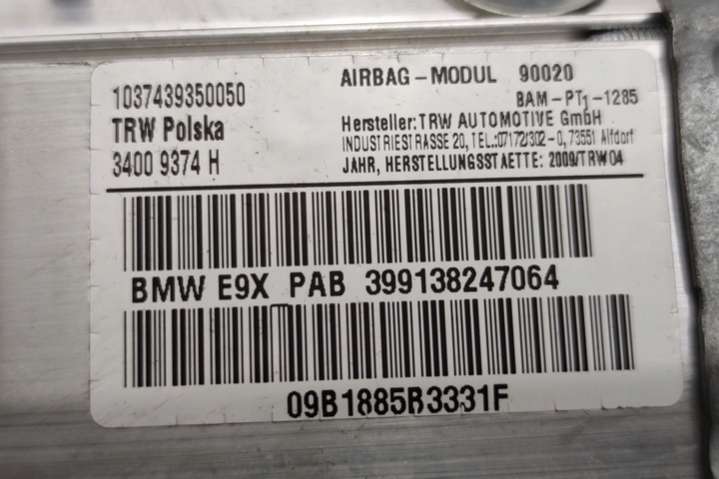 1037439350050
TRW Polska
3400 9374 H
AIRBAG-MODUL 90020
BAM-PT1-1285
Hersteller: TRW AUTOMOTIVE GmbH
INDUSTRIESTRASSE 20, TEL.:07172/302-0, 73551 Alfdorf
JAHR, HERSTELLUNGSSTAETTE: 2009/TRW04
BMW E9X PAB 399138247064
09B1885B3331F